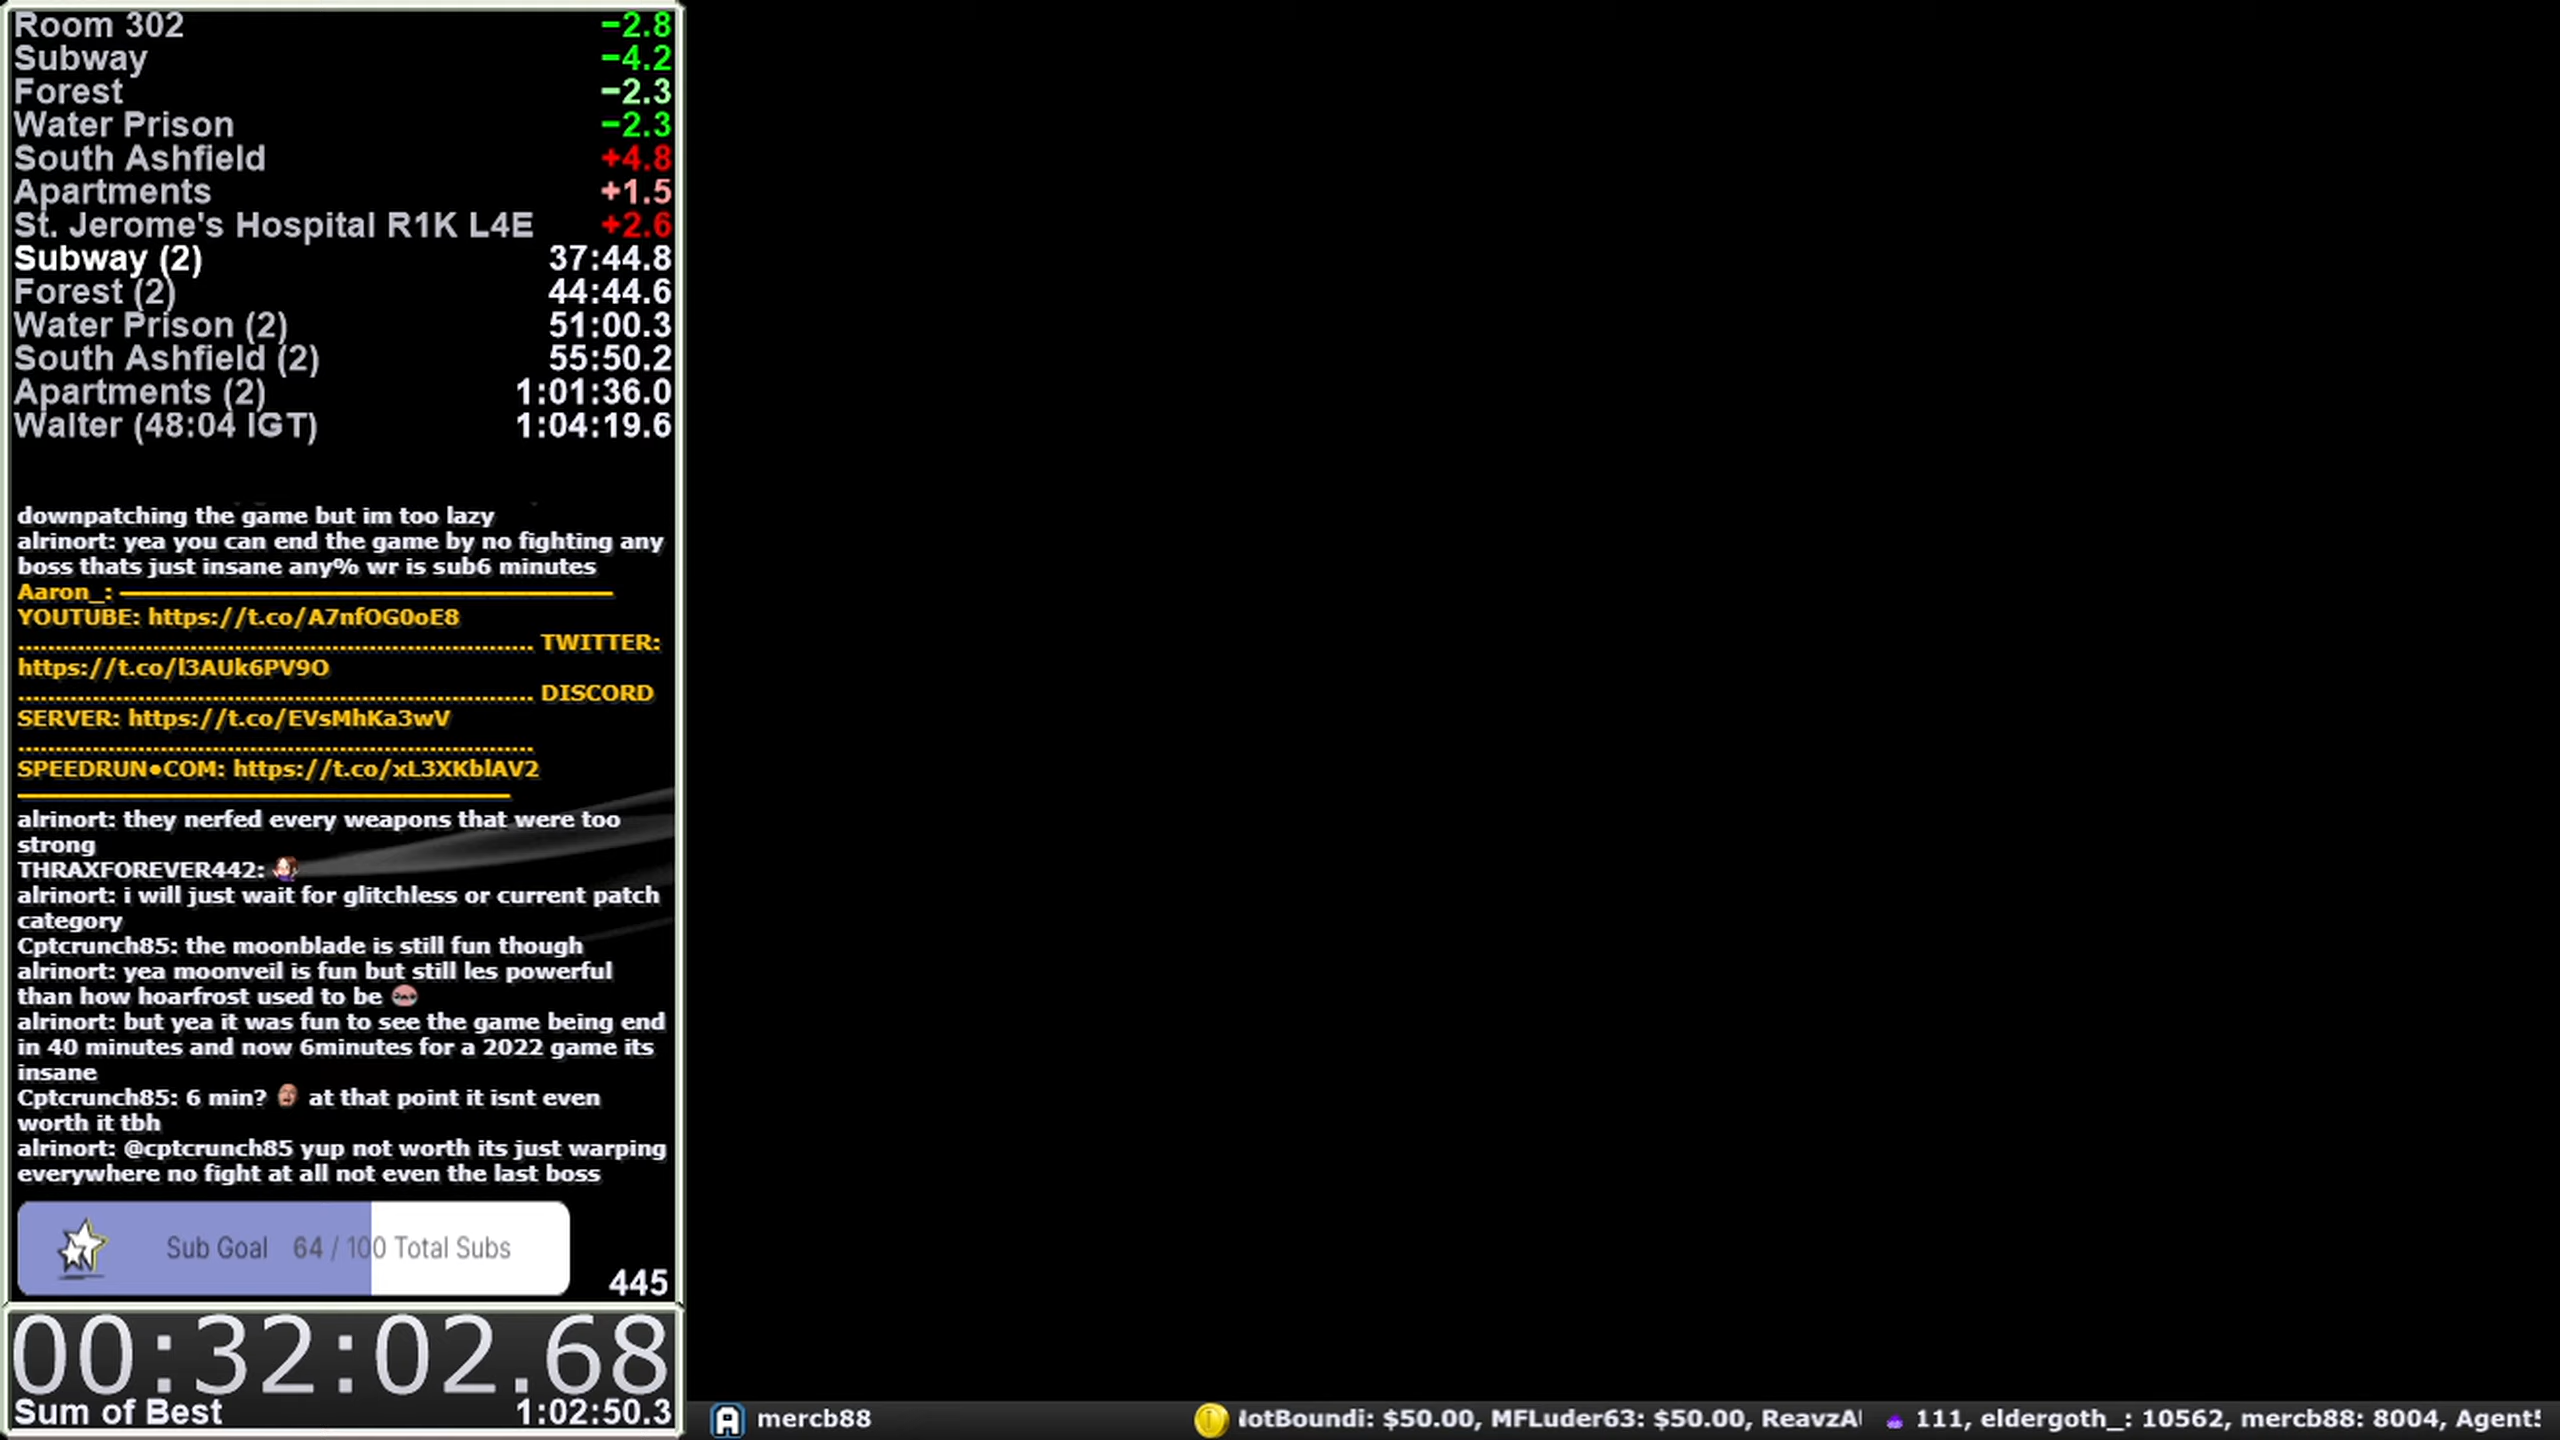 Room 302 −2.8
Subway −4.2
Forest −2.3
Water Prison −2.3
South Ashfield +4.8
Apartments +1.5
St. Jerome's Hospital R1K L4E +2.6
Subway (2) 37:44.8
Forest (2) 44:44.6
Water Prison (2) 51:00.3
South Ashfield (2) 55:50.2
Apartments (2) 1:01:36.0
Walter (48:04 IGT) 1:04:19.6
downpatching the game but im too lazy
alrinort: yea you can end the game by no fighting any
boss thats just insane any% wr is sub6 minutes
Aaron_: ━━━━━━━━━━━━━━━━━━━━
YOUTUBE: https://t.co/A7nfOG0oE8
...................................................................... TWITTER:
https://t.co/l3AUk6PV9O
...................................................................... DISCORD
SERVER: https://t.co/EVsMhKa3wV
......................................................................
SPEEDRUN●COM: https://t.co/xL3XKblAV2
━━━━━━━━━━━━━━━━━━━━
alrinort: they nerfed every weapons that were too
strong
THRAXFOREVER442:
alrinort: i will just wait for glitchless or current patch
category
Cptcrunch85: the moonblade is still fun though
alrinort: yea moonveil is fun but still les powerful
than how hoarfrost used to be
alrinort: but yea it was fun to see the game being end
in 40 minutes and now 6minutes for a 2022 game its
insane
Cptcrunch85: 6 min? at that point it isnt even
worth it tbh
alrinort: @cptcrunch85 yup not worth its just warping
everywhere no fight at all not even the last boss
Sub Goal 64 / 100 Total Subs
445
00:32:02.68
Sum of Best 1:02:50.3
mercb88
lotBoundi: $50.00, MFLuder63: $50.00, ReavzA
111, eldergoth_: 10562, mercb88: 8004, Agent5